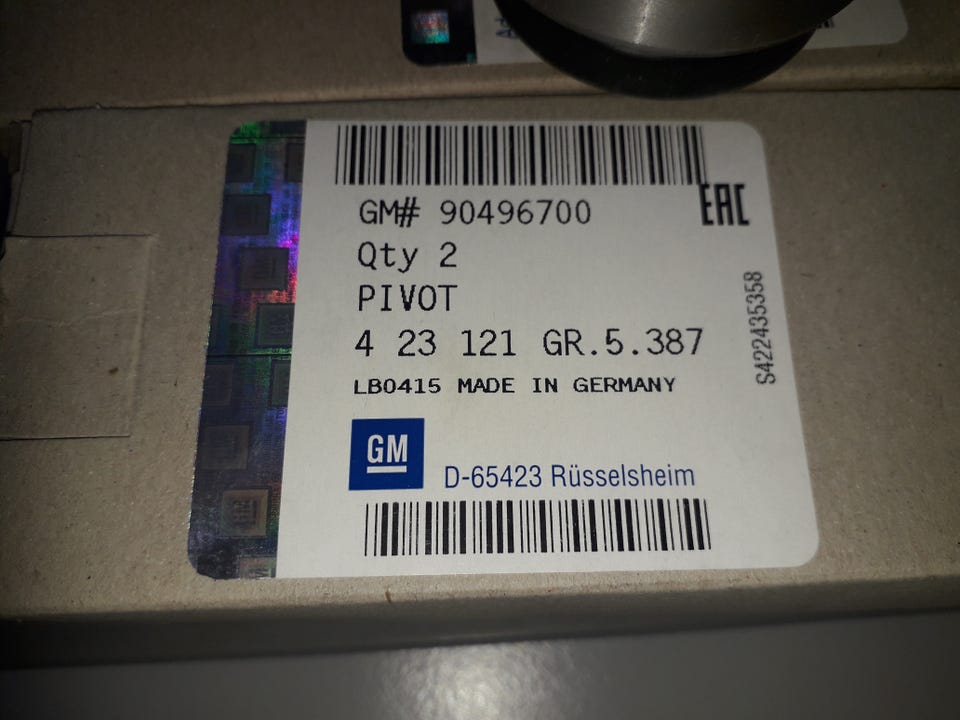 GM# 90496700
EAC
Qty 2
PIVOT
4 23 121 GR.5.387
S422435358
LB0415 MADE IN GERMANY
GM
D-65423 Rüsselsheim